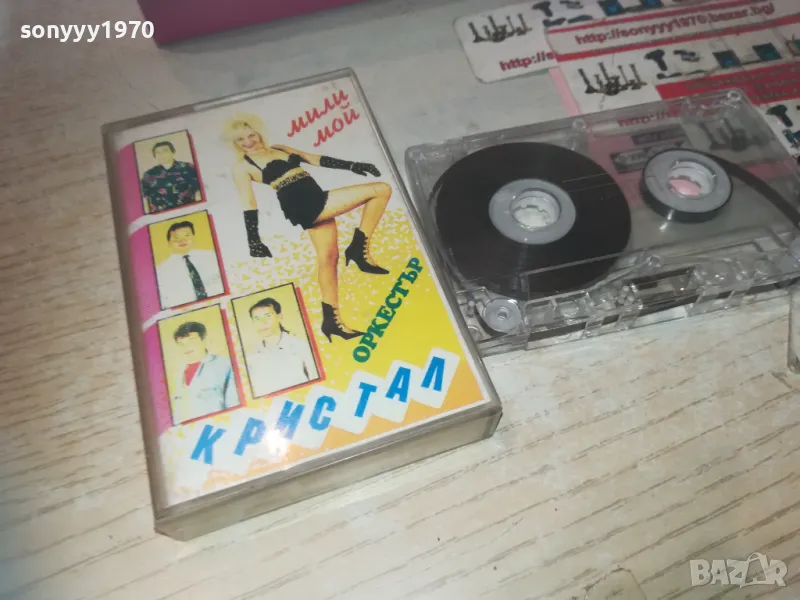 sonyyy1970
http://sonyyy1970.bazar.bg/
мили
мой
ОРКЕСТЪР
КРИСТАЛ
BAZAR